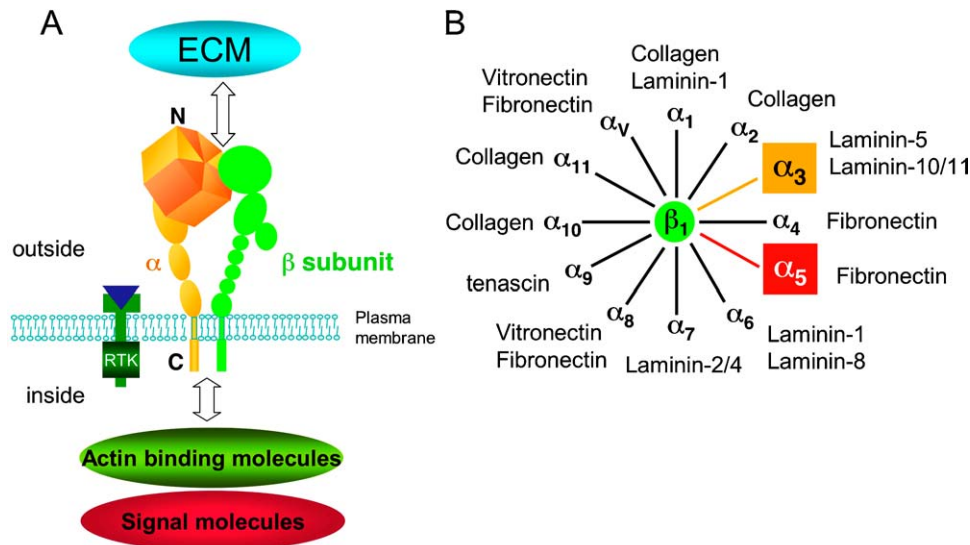 A
ECM
N
outside
α
β subunit
Plasma
membrane
RTK
C
inside
Actin binding molecules
Signal molecules
B
Collagen
Laminin-1
Vitronectin
Fibronectin
Collagen
αV
α1
α2
Laminin-5
Laminin-10/11
Collagen
α11
α3
Collagen
α10
β1
α4
Fibronectin
tenascin
α9
α5
Fibronectin
α8
α7
α6
Vitronectin
Fibronectin
Laminin-2/4
Laminin-1
Laminin-8